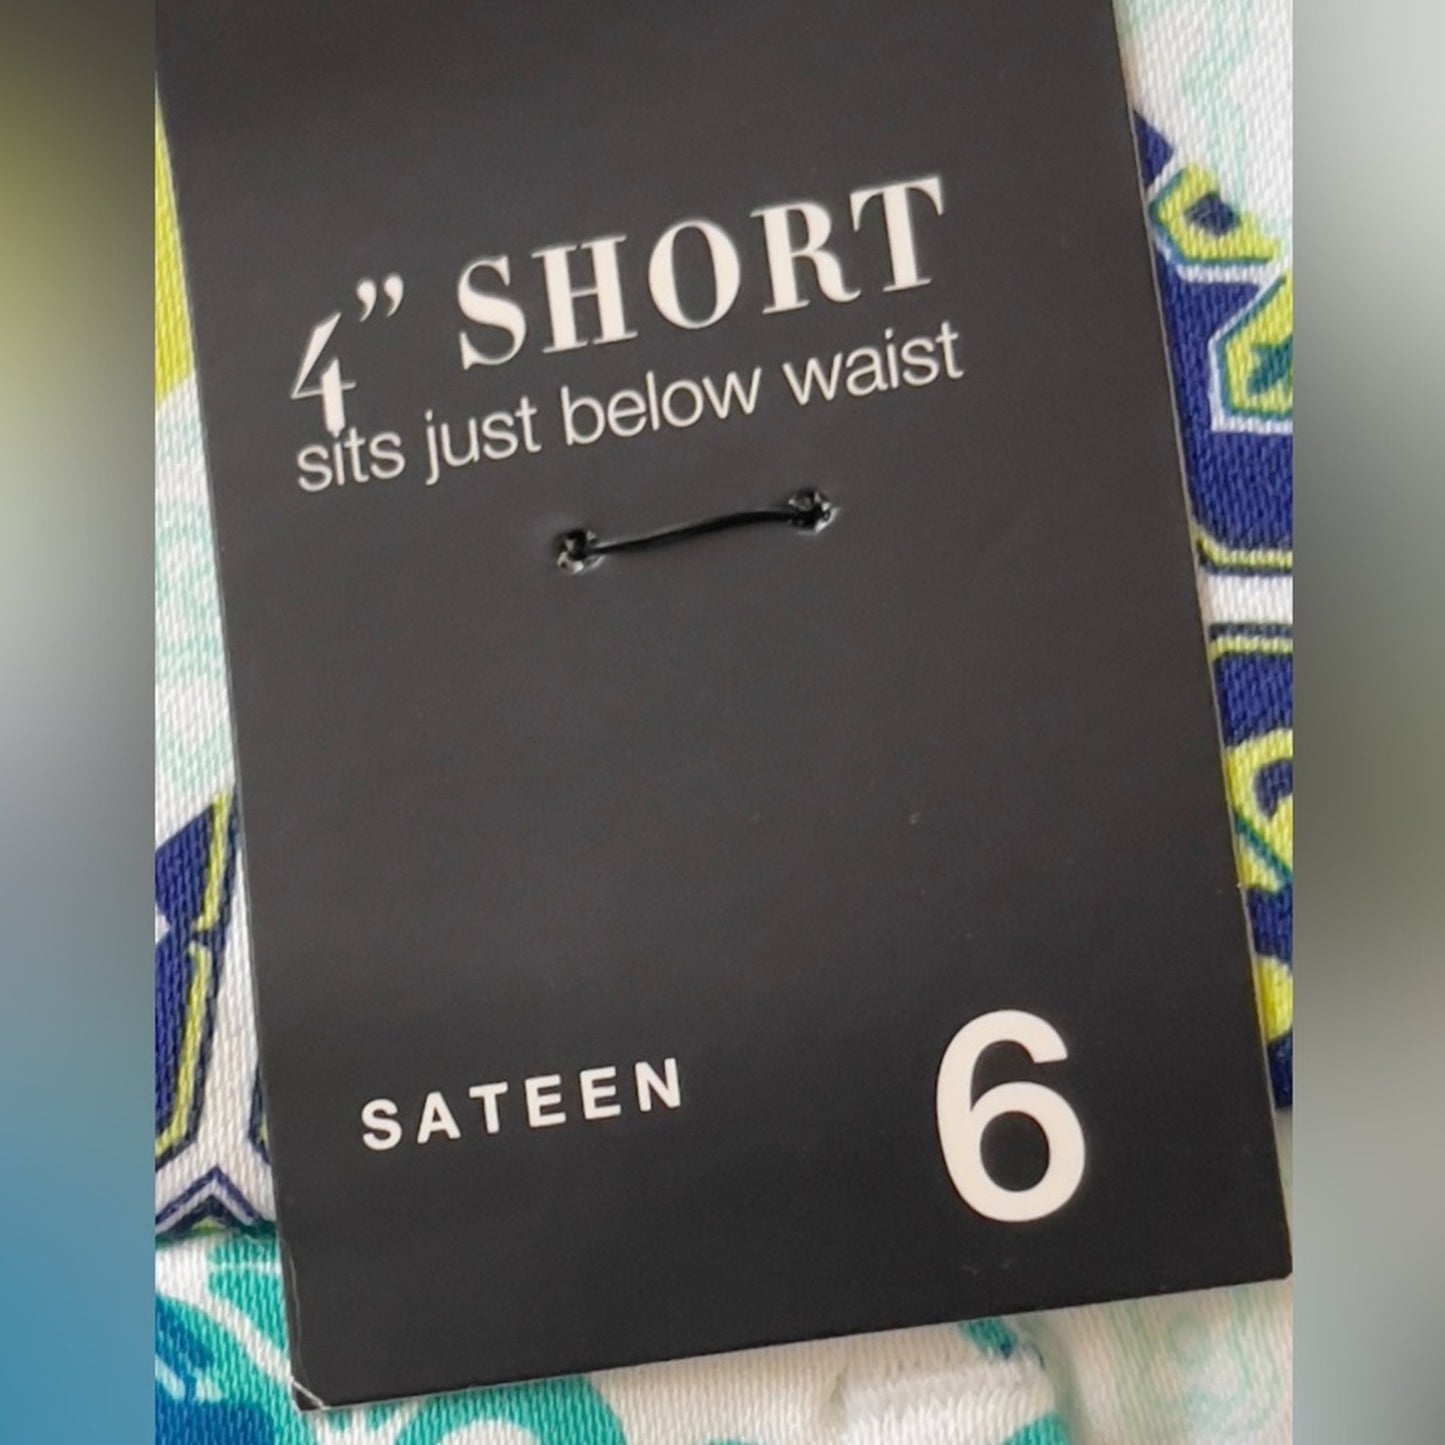 4” SHORT
sits just below waist
SATEEN
6